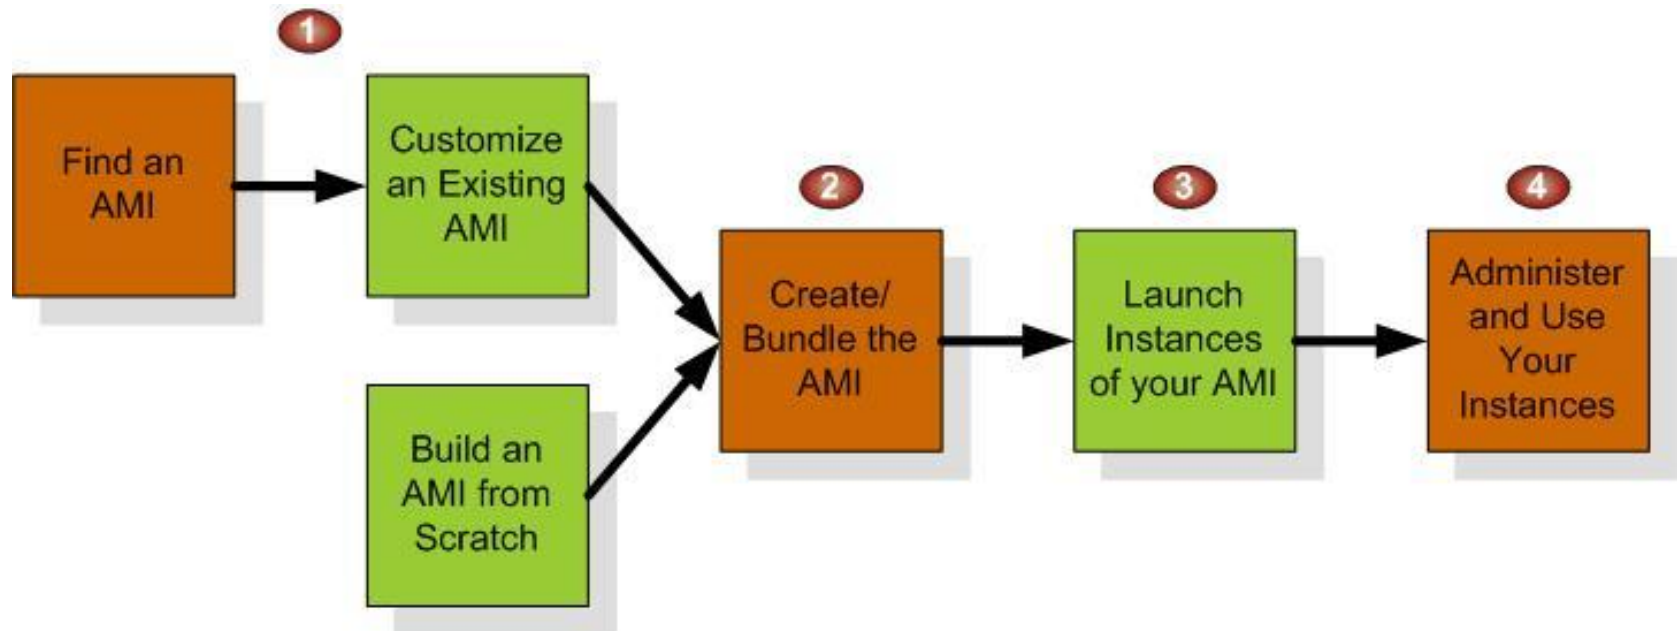 1
Find an
AMI
Customize
an Existing
AMI
Build an
AMI from
Scratch
2
Create/
Bundle the
AMI
3
Launch
Instances
of your AMI
4
Administer
and Use
Your
Instances